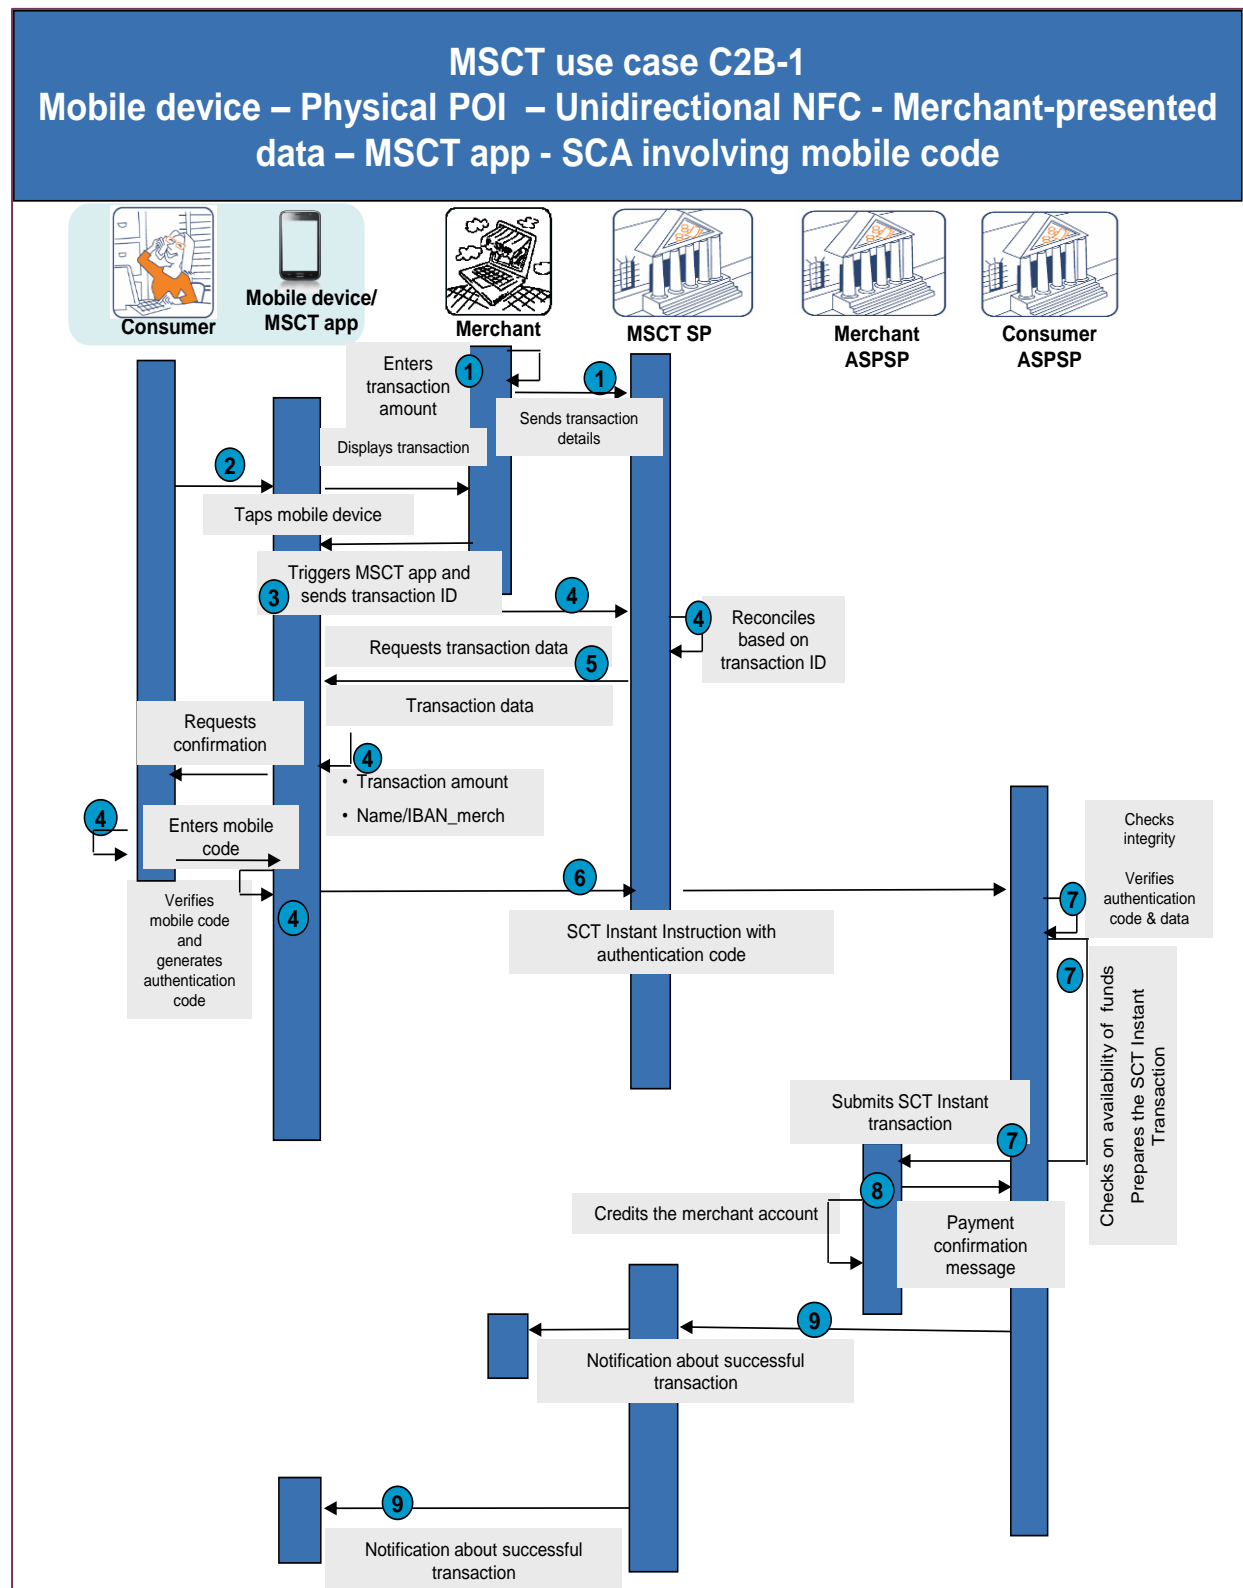 MSCT use case C2B-1
Mobile device – Physical POI – Unidirectional NFC - Merchant-presented
data – MSCT app - SCA involving mobile code
Consumer
Mobile device/
MSCT app
Merchant
MSCT SP
Merchant
ASPSP
Consumer
ASPSP
Enters
transaction
amount
1
1
Sends transaction
details
Displays transaction
2
Taps mobile device
Triggers MSCT app and
sends transaction ID
3
4
4
Reconciles
based on
transaction ID
Requests transaction data
5
Transaction data
Requests
confirmation
4
• Transaction amount
• Name/IBAN_merch
4
Enters mobile
code
Verifies
mobile code
and
generates
authentication
code
4
6
SCT Instant Instruction with
authentication code
Checks
integrity
Verifies
authentication
code & data
7
7
Checks on availability of funds
Prepares the SCT Instant
Transaction
Submits SCT Instant
transaction
7
8
Credits the merchant account
Payment
confirmation
message
9
Notification about successful
transaction
9
Notification about successful
transaction